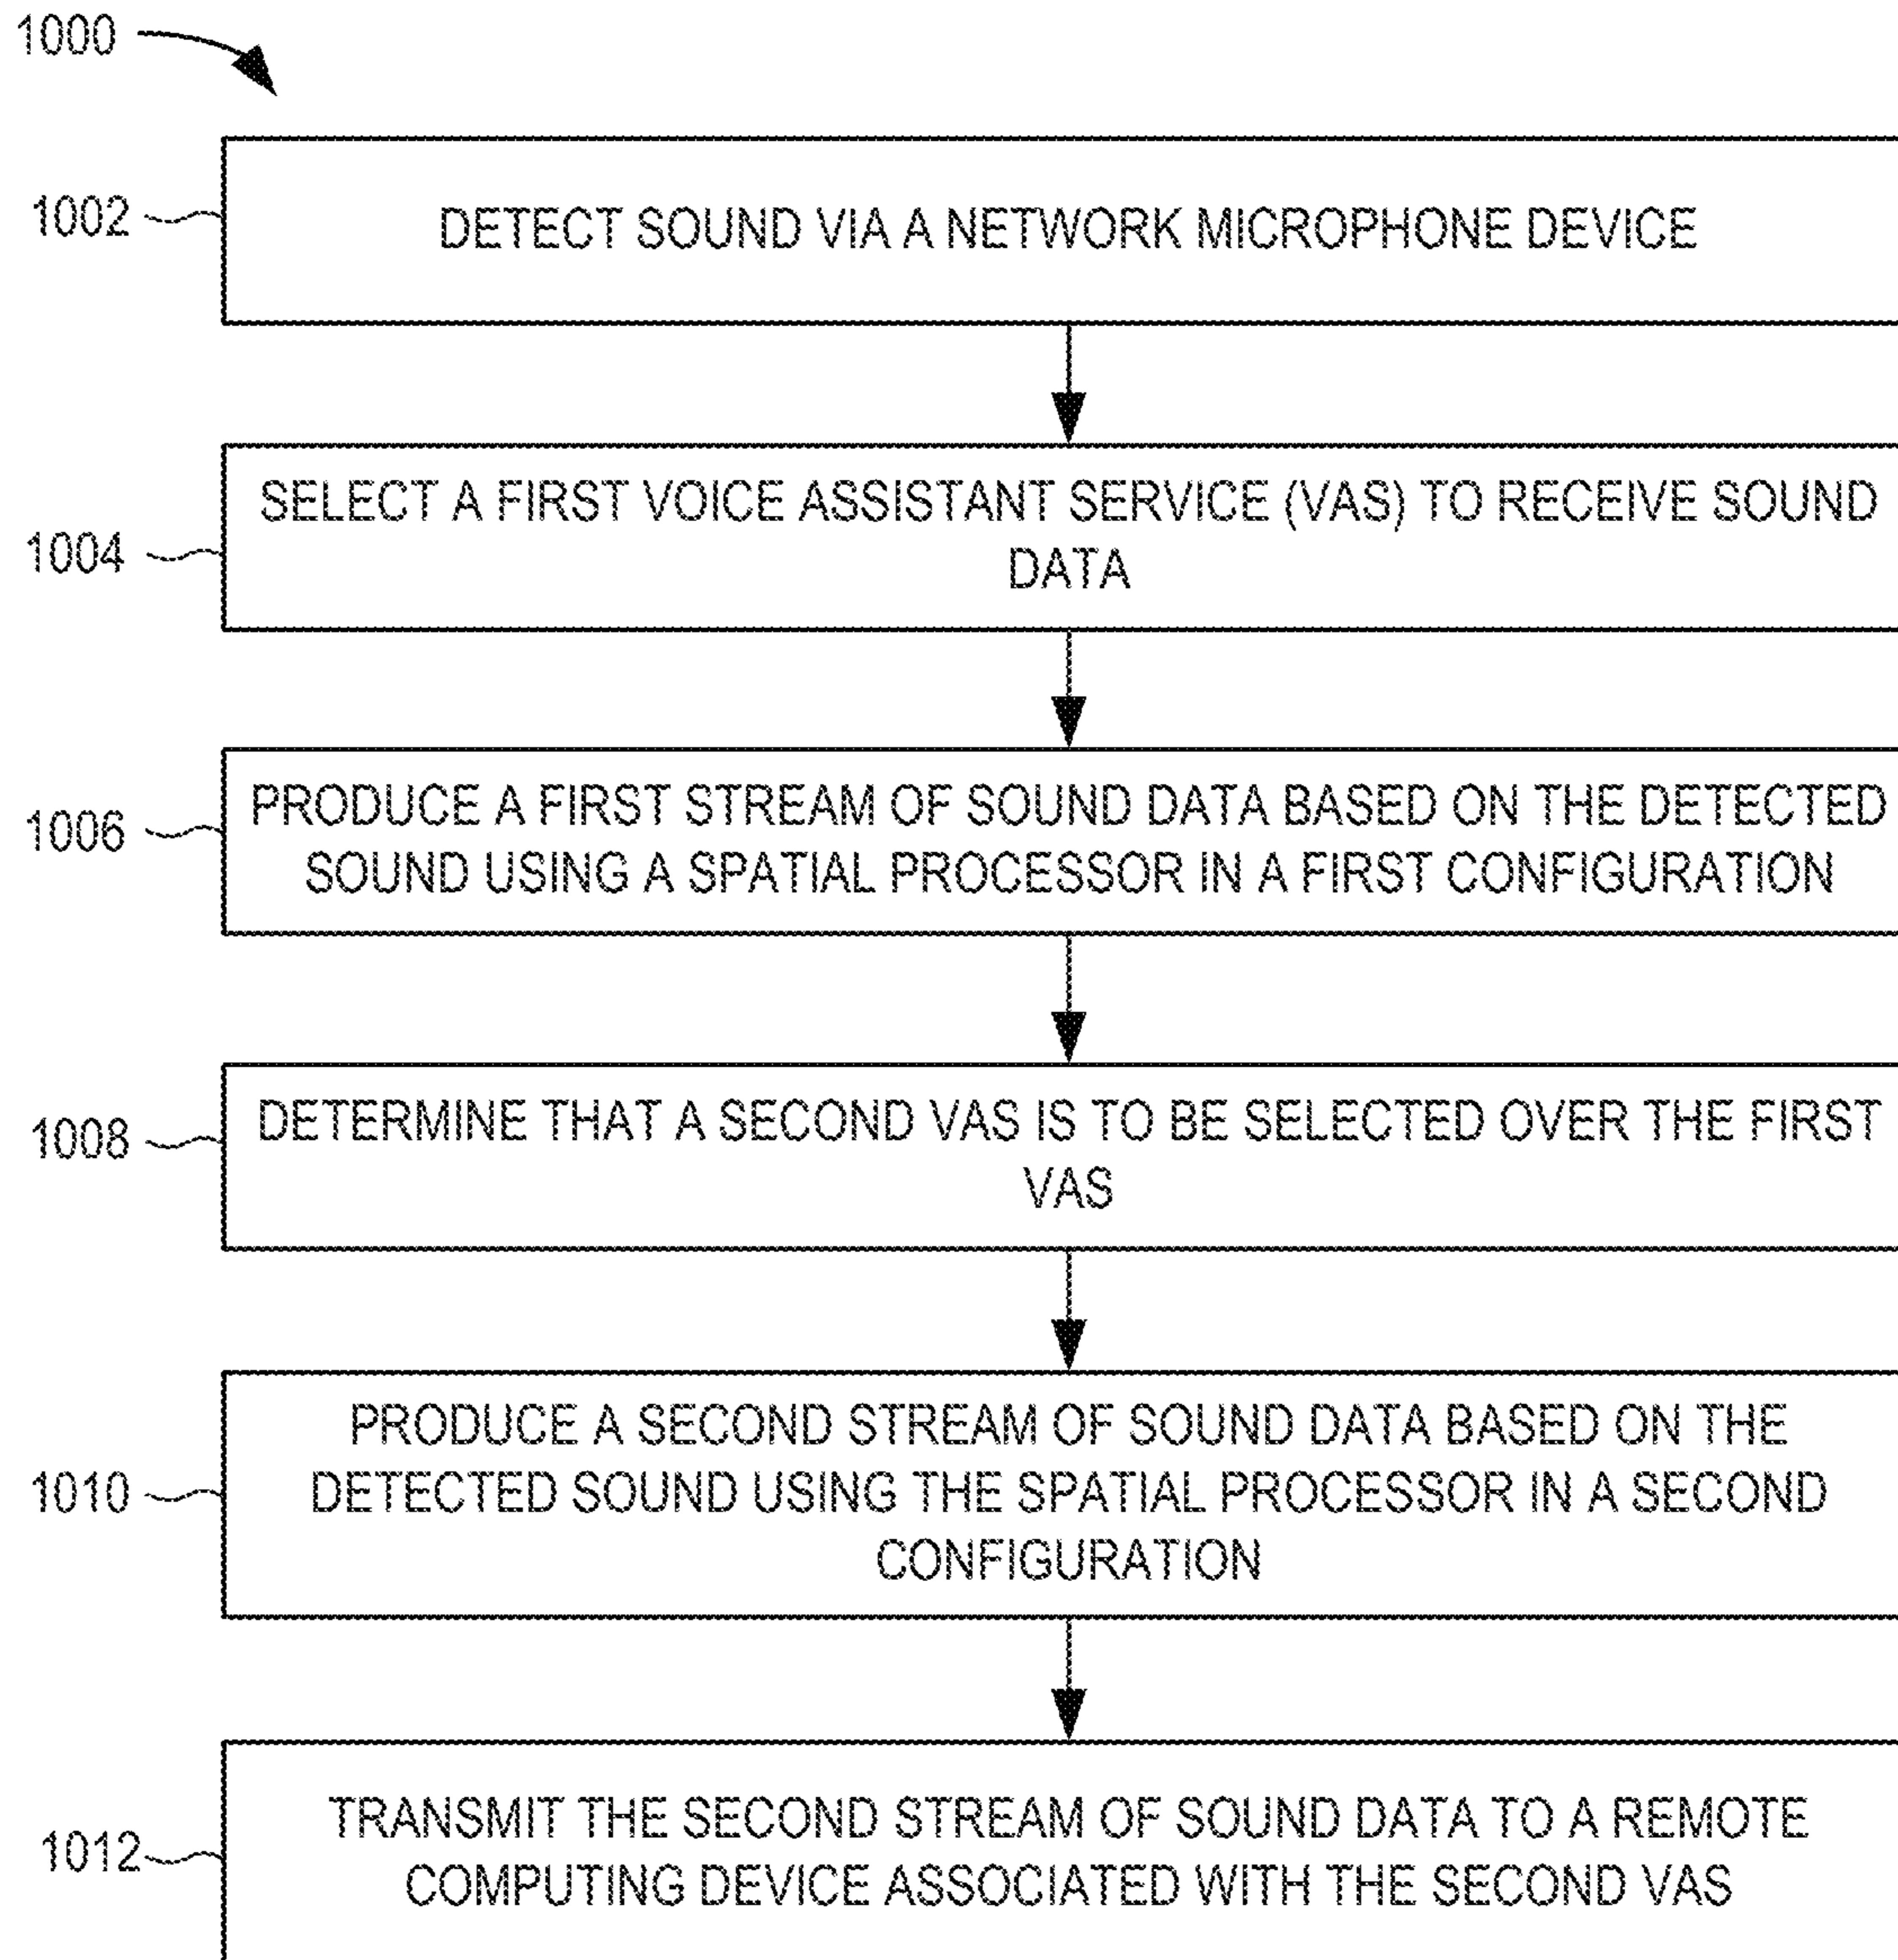 1000
1002
DETECT SOUND VIA A NETWORK MICROPHONE DEVICE
1004
SELECT A FIRST VOICE ASSISTANT SERVICE (VAS) TO RECEIVE SOUND
DATA
1006
PRODUCE A FIRST STREAM OF SOUND DATA BASED ON THE DETECTED
SOUND USING A SPATIAL PROCESSOR IN A FIRST CONFIGURATION
1008
DETERMINE THAT A SECOND VAS IS TO BE SELECTED OVER THE FIRST
VAS
1010
PRODUCE A SECOND STREAM OF SOUND DATA BASED ON THE
DETECTED SOUND USING THE SPATIAL PROCESSOR IN A SECOND
CONFIGURATION
1012
TRANSMIT THE SECOND STREAM OF SOUND DATA TO A REMOTE
COMPUTING DEVICE ASSOCIATED WITH THE SECOND VAS